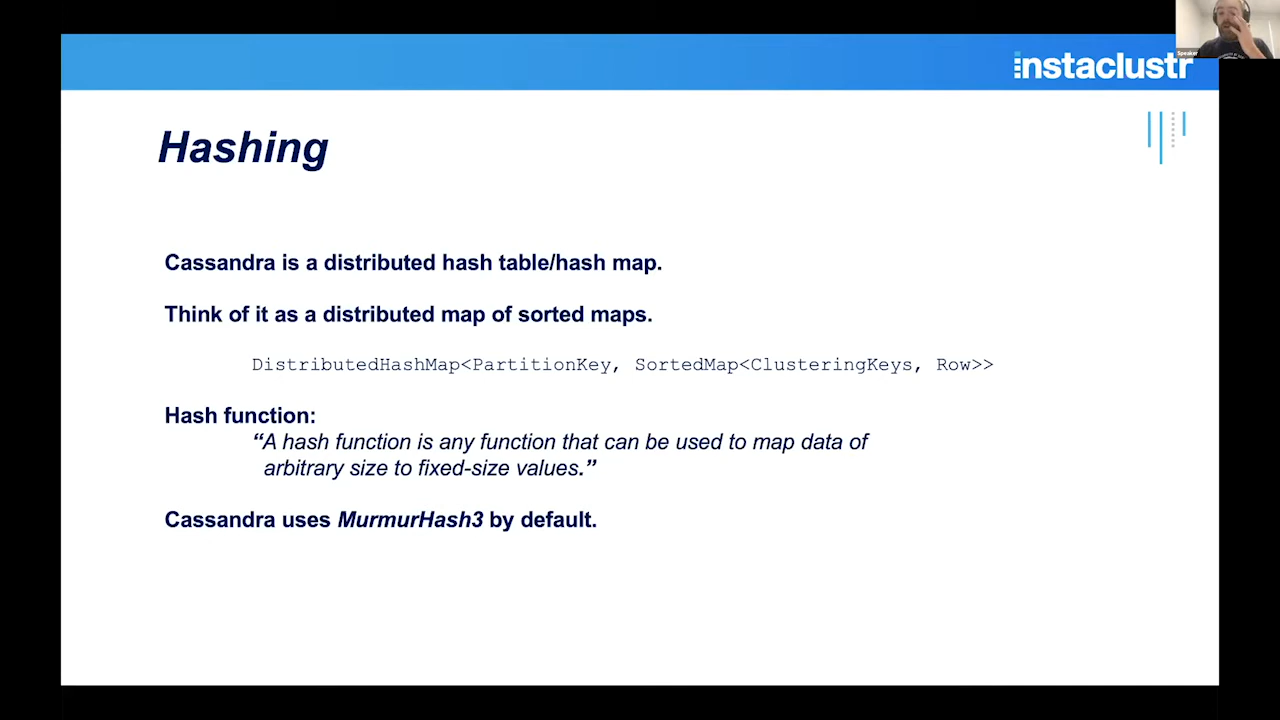 Speaker
instaclustr
Hashing
Cassandra is a distributed hash table/hash map.
Think of it as a distributed map of sorted maps.
DistributedHashMap<PartitionKey, SortedMap<ClusteringKeys, Row>>
Hash function:
“A hash function is any function that can be used to map data of
arbitrary size to fixed-size values.”
Cassandra uses MurmurHash3 by default.